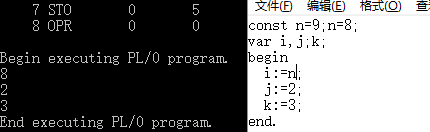 7 STO 0 5
8 OPR 0 0
Begin executing PL/0 program.
8
2
3
End executing PL/0 program.
文件(F) 编辑(E) 格式(O) 查看
const n=9;n=8;
var i,j;k;
begin
i:=n;
j:=2;
k:=3;
end.